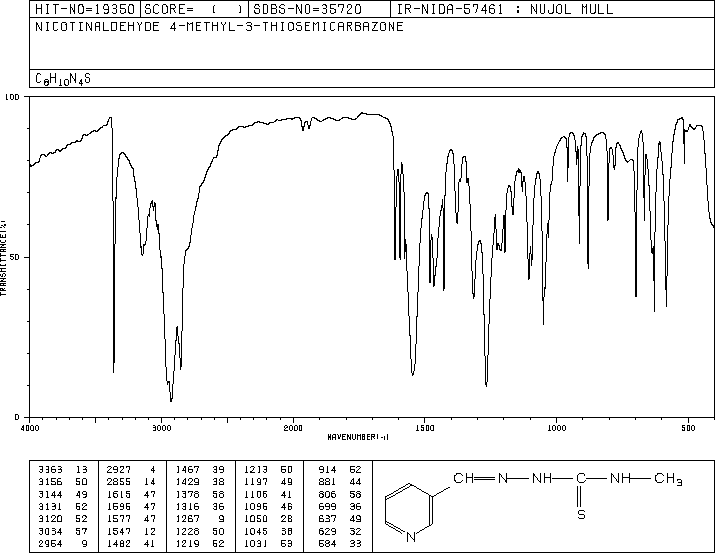 HIT-NO=19350 SCORE= ( ) SDBS-NO=35720 IR-NIDA-57461 : NUJOL MULL
NICOTINALDEHYDE 4-METHYL-3-THIOSEMICARBAZONE
C8H10N4S
100
50
0
TRANSMITTANCE(%)
4000 3000 2000 1500 1000 500
WAVENUMBER(-1)
3363 13 2927 4 1467 39 1213 60 914 52
3156 50 2855 14 1429 38 1197 49 881 44
3144 49 1615 47 1378 58 1106 41 806 58
3131 52 1596 47 1316 36 1096 46 699 36
3120 52 1577 47 1267 9 1050 28 637 49
3034 57 1547 12 1228 50 1045 38 629 32
2954 9 1482 41 1219 52 1031 53 584 33
CH=N-NH-C-NH-CH3
S
N